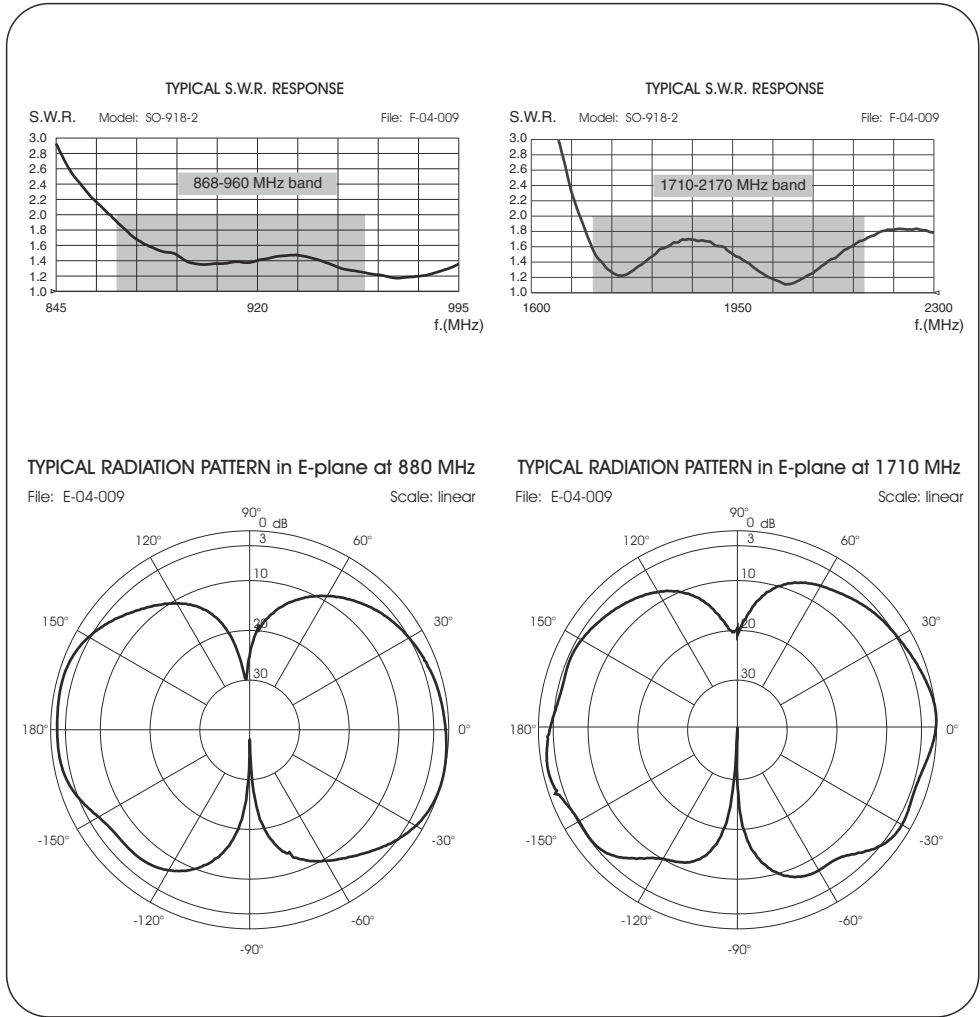 TYPICAL S.W.R. RESPONSE
S.W.R. Model: SO-918-2 File: F-04-009
3.0
2.8
2.6
2.4
2.2
2.0
1.8
1.6
1.4
1.2
1.0
868-960 MHz band
845 920 995
f.(MHz)
TYPICAL S.W.R. RESPONSE
S.W.R. Model: SO-918-2 File: F-04-009
3.0
2.8
2.6
2.4
2.2
2.0
1.8
1.6
1.4
1.2
1.0
1710-2170 MHz band
1600 1950 2300
f.(MHz)
TYPICAL RADIATION PATTERN in E-plane at 880 MHz
File: E-04-009 Scale: linear
90°
0 dB
120° 3 60°
10
150° 20 30°
30
180° 0°
-150° -30°
-120° -60°
-90°
TYPICAL RADIATION PATTERN in E-plane at 1710 MHz
File: E-04-009 Scale: linear
90°
0 dB
120° 3 60°
10
150° 20 30°
30
180° 0°
-150° -30°
-120° -60°
-90°